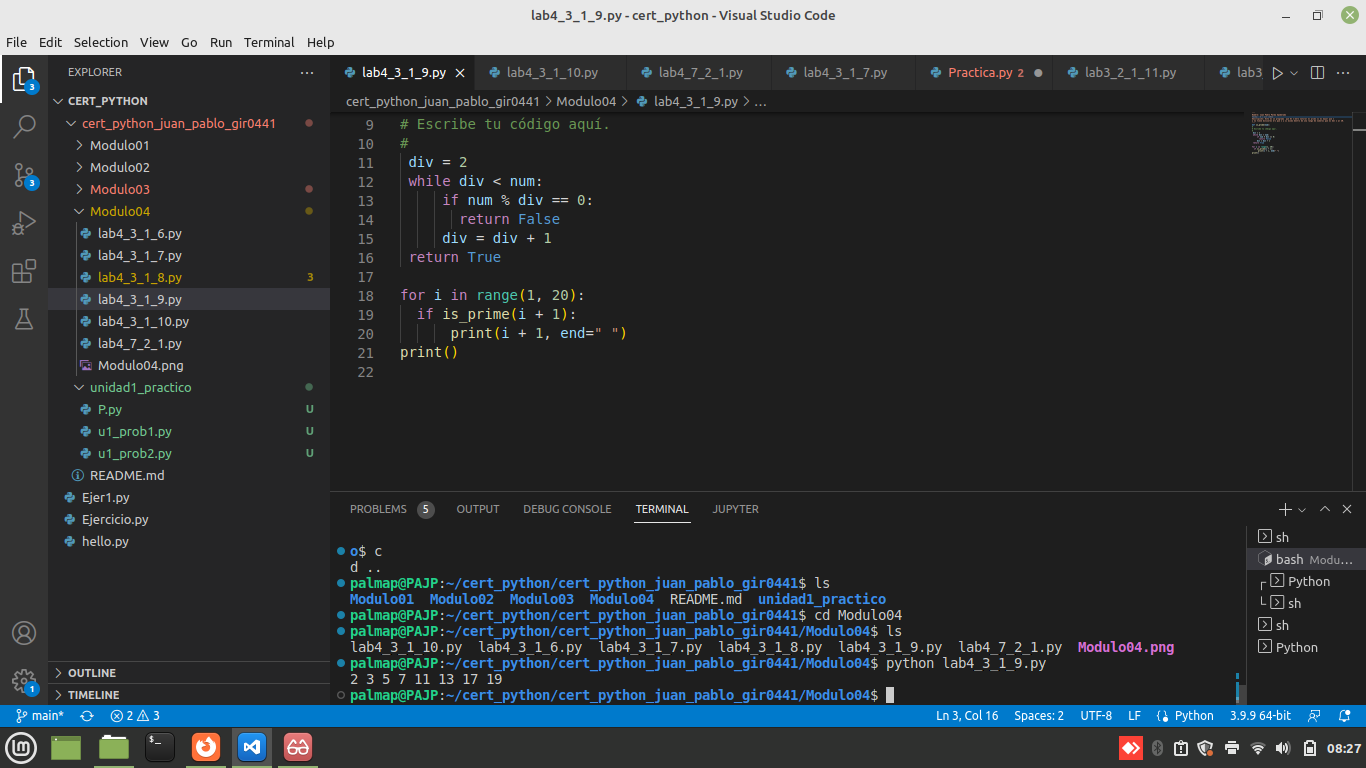 lab4_3_1_9.py - cert_python - Visual Studio Code
File Edit Selection View Go Run Terminal Help
EXPLORER
CERT_PYTHON
cert_python_juan_pablo_gir0441
Modulo01
Modulo02
Modulo03
Modulo04
lab4_3_1_6.py
lab4_3_1_7.py
lab4_3_1_8.py 3
lab4_3_1_9.py
lab4_3_1_10.py
lab4_7_2_1.py
Modulo04.png
unidad1_practico
P.py U
u1_prob1.py U
u1_prob2.py U
README.md
Ejer1.py
Ejercicio.py
hello.py
OUTLINE
TIMELINE
3
3
1
lab4_3_1_9.py lab4_3_1_10.py lab4_7_2_1.py lab4_3_1_7.py Practica.py 2 lab3_2_1_11.py lab3
cert_python_juan_pablo_gir0441 > Modulo04 > lab4_3_1_9.py > ...
9 # Escribe tu código aquí.
10 #
11 div = 2
12 while div < num:
13 if num % div == 0:
14 return False
15 div = div + 1
16 return True
17
18 for i in range(1, 20):
19 if is_prime(i + 1):
20 print(i + 1, end=" ")
21 print()
22
PROBLEMS 5 OUTPUT DEBUG CONSOLE TERMINAL JUPYTER
o$ c
d ..
palmap@PAJP:~/cert_python/cert_python_juan_pablo_gir0441$ ls
Modulo01 Modulo02 Modulo03 Modulo04 README.md unidad1_practico
palmap@PAJP:~/cert_python/cert_python_juan_pablo_gir0441$ cd Modulo04
palmap@PAJP:~/cert_python/cert_python_juan_pablo_gir0441/Modulo04$ ls
lab4_3_1_10.py lab4_3_1_6.py lab4_3_1_7.py lab4_3_1_8.py lab4_3_1_9.py lab4_7_2_1.py Modulo04.png
palmap@PAJP:~/cert_python/cert_python_juan_pablo_gir0441/Modulo04$ python lab4_3_1_9.py
2 3 5 7 11 13 17 19
palmap@PAJP:~/cert_python/cert_python_juan_pablo_gir0441/Modulo04$
sh
bash Modu...
Python
sh
sh
Python
main* 2 3 Ln 3, Col 16 Spaces: 2 UTF-8 LF Python 3.9.9 64-bit
08:27